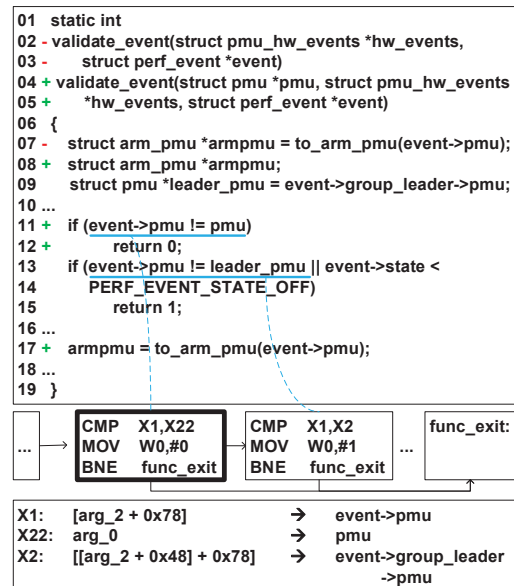 01 static int
02 - validate_event(struct pmu_hw_events *hw_events,
03 - struct perf_event *event)
04 + validate_event(struct pmu *pmu, struct pmu_hw_events
05 + *hw_events, struct perf_event *event)
06 {
07 - struct arm_pmu *armpmu = to_arm_pmu(event->pmu);
08 + struct arm_pmu *armpmu;
09 struct pmu *leader_pmu = event->group_leader->pmu;
10 ...
11 + if (event->pmu != pmu)
12 + return 0;
13 if (event->pmu != leader_pmu || event->state <
14 PERF_EVENT_STATE_OFF)
15 return 1;
16 ...
17 + armpmu = to_arm_pmu(event->pmu);
18 ...
19 }
... CMP X1,X22 CMP X1,X2 ... func_exit:
MOV W0,#0 MOV W0,#1
BNE func_exit BNE func_exit
X1: [arg_2 + 0x78] → event->pmu
X22: arg_0 → pmu
X2: [[arg_2 + 0x48] + 0x78] → event->group_leader
->pmu